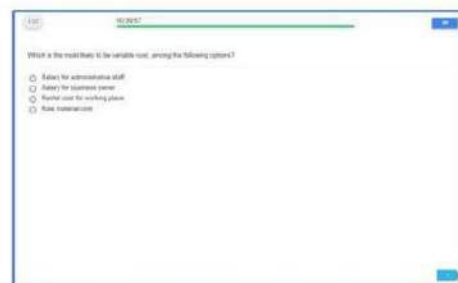 Which is the most likely to be variable cost, among the following options?
Salary for administrative staff
Salary for business owner
Rental cost for working place
Raw material cost